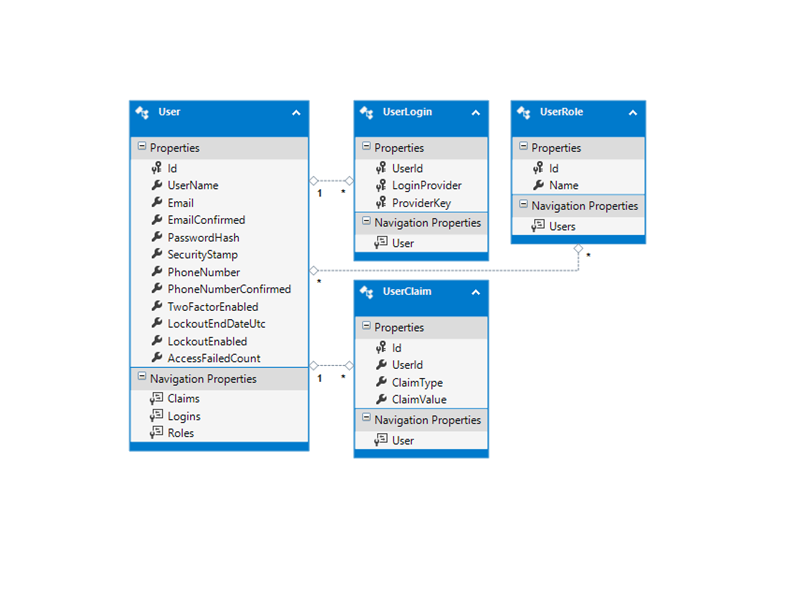 User
Properties
Id
UserName
Email
EmailConfirmed
PasswordHash
SecurityStamp
PhoneNumber
PhoneNumberConfirmed
TwoFactorEnabled
LockoutEndDateUtc
LockoutEnabled
AccessFailedCount
Navigation Properties
Claims
Logins
Roles
1
*
*
1
*
UserLogin
Properties
UserId
LoginProvider
ProviderKey
Navigation Properties
User
UserClaim
Properties
Id
UserId
ClaimType
ClaimValue
Navigation Properties
User
UserRole
Properties
Id
Name
Navigation Properties
Users
*